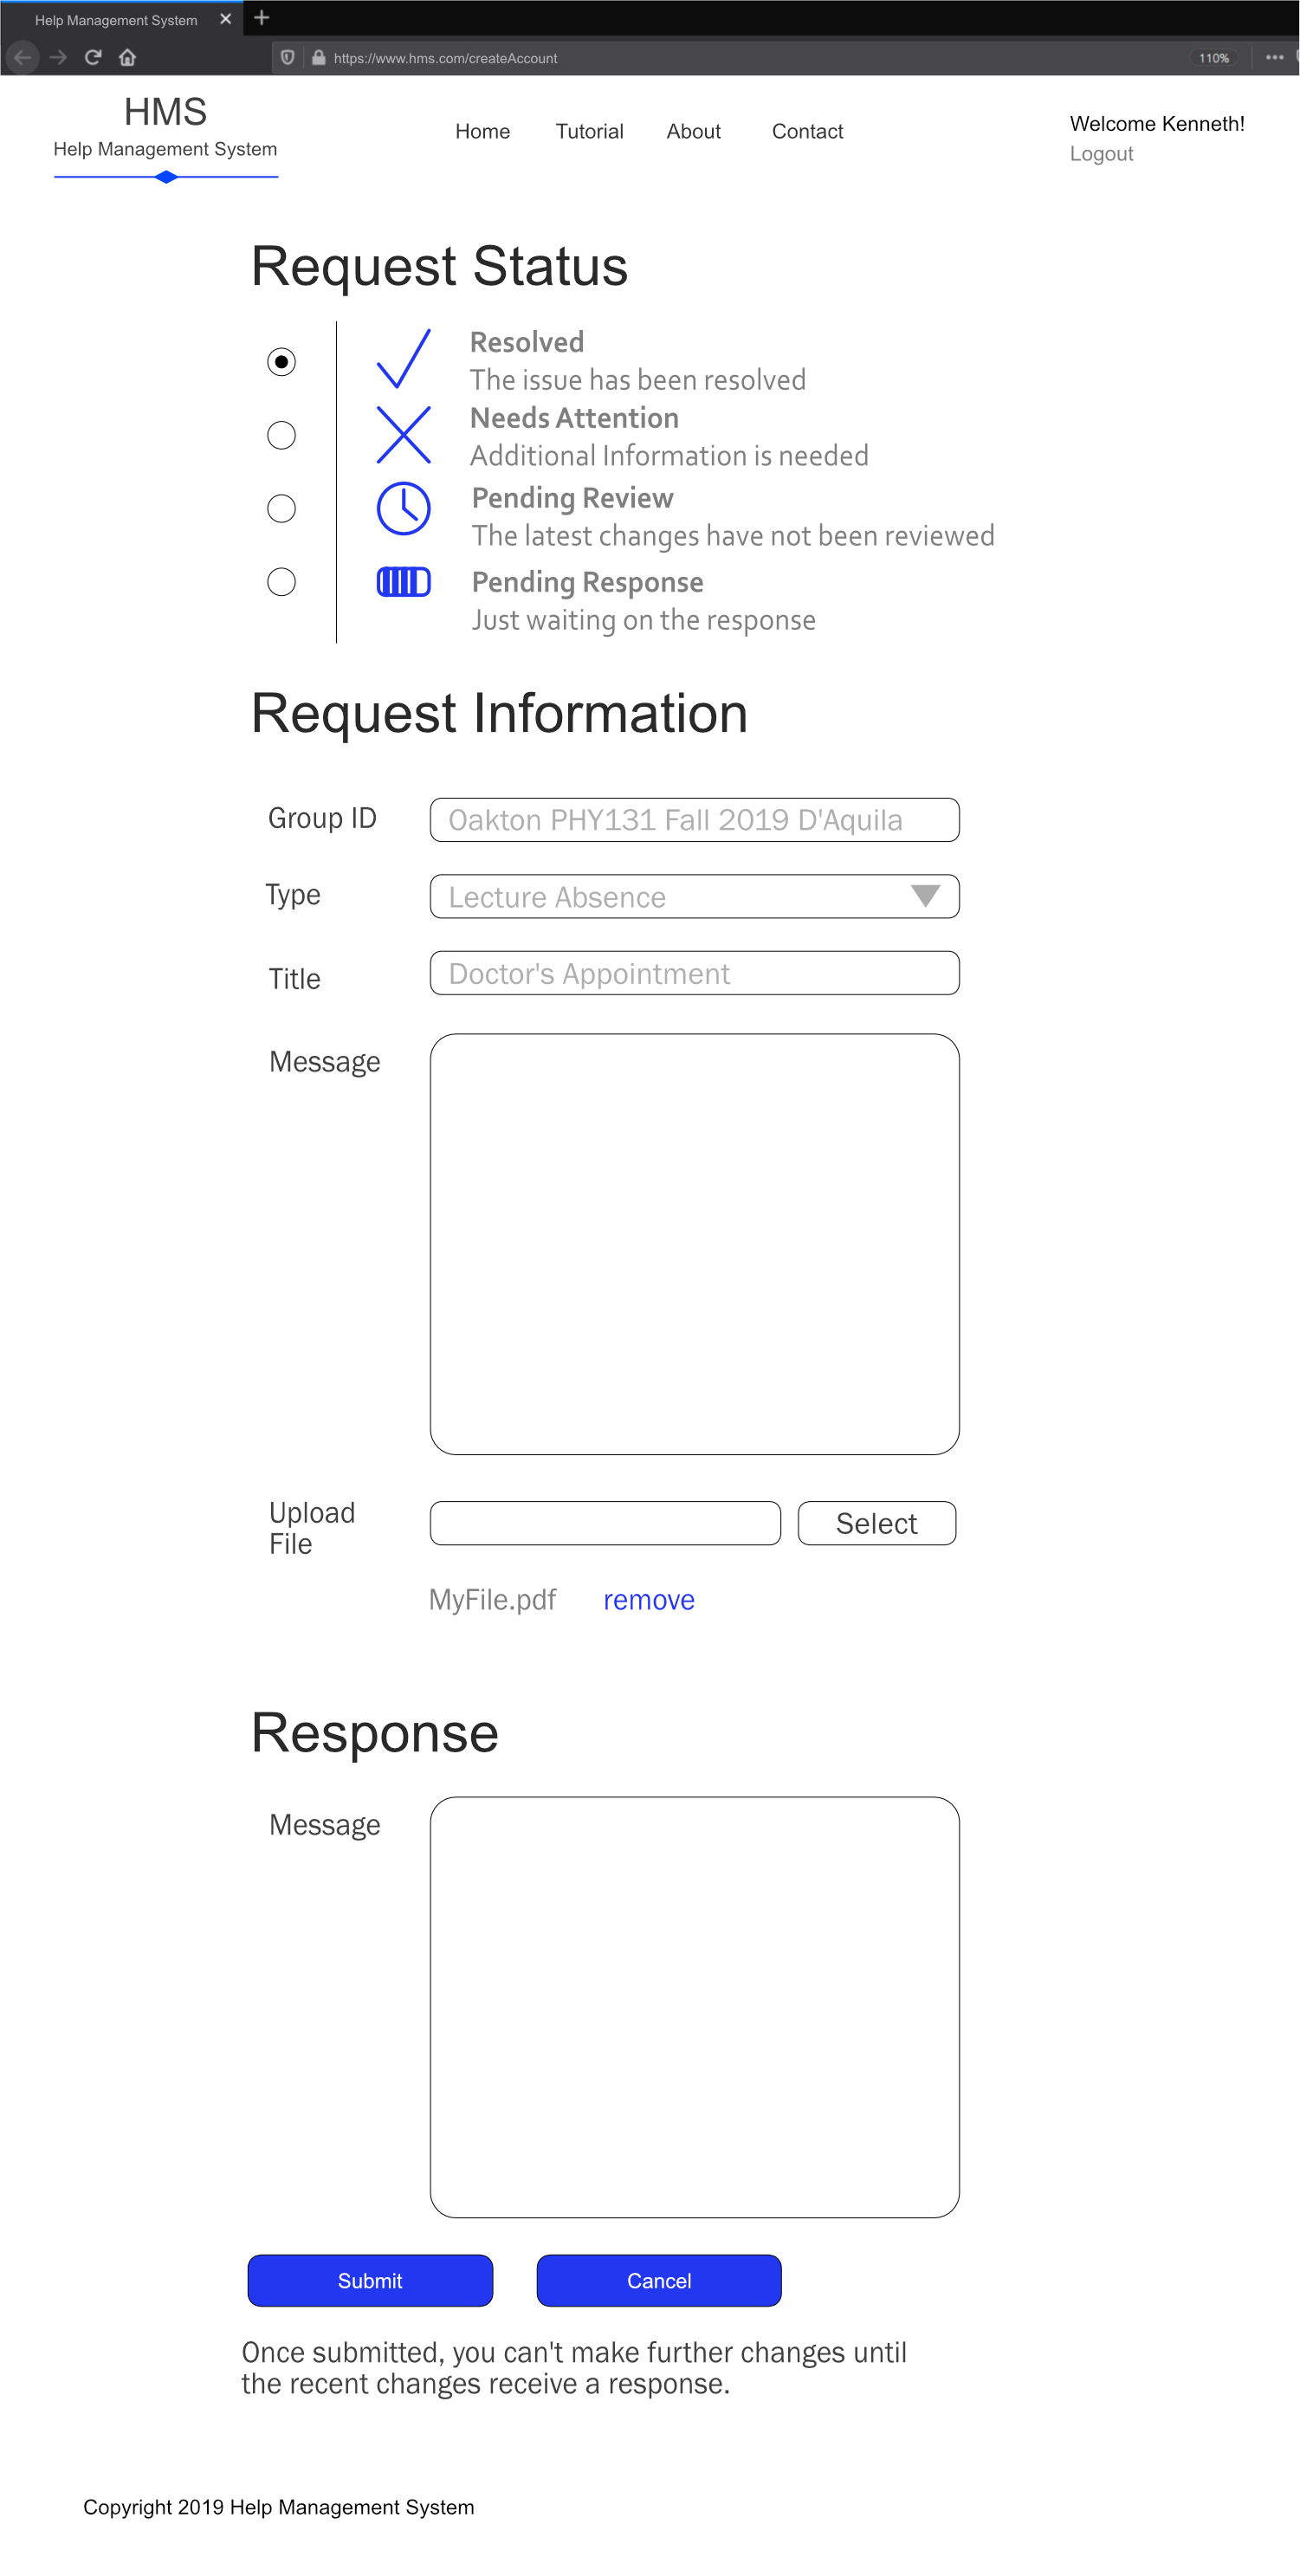 Help Management System
https://www.hms.com/createAccount
110%
HMS
Help Management System
Home Tutorial About Contact
Welcome Kenneth!
Logout
Request Status
Resolved
The issue has been resolved
Needs Attention
Additional Information is needed
Pending Review
The latest changes have not been reviewed
Pending Response
Just waiting on the response
Request Information
Group ID
Oakton PHY131 Fall 2019 D'Aquila
Type
Lecture Absence
Title
Doctor's Appointment
Message
Upload
File
Select
MyFile.pdf remove
Response
Message
Submit Cancel
Once submitted, you can't make further changes until
the recent changes receive a response.
Copyright 2019 Help Management System